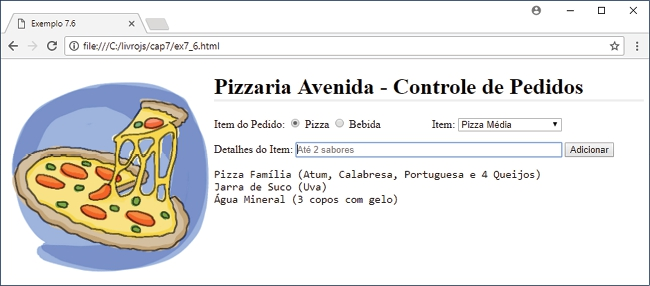 Exemplo 7.6
file:///C:/livrojs/cap7/ex7_6.html
Pizzaria Avenida - Controle de Pedidos
Item do Pedido: Pizza Bebida Item: Pizza Média
Detalhes do Item: Até 2 sabores Adicionar
Pizza Família (Atum, Calabresa, Portuguesa e 4 Queijos)
Jarra de Suco (Uva)
Água Mineral (3 copos com gelo)